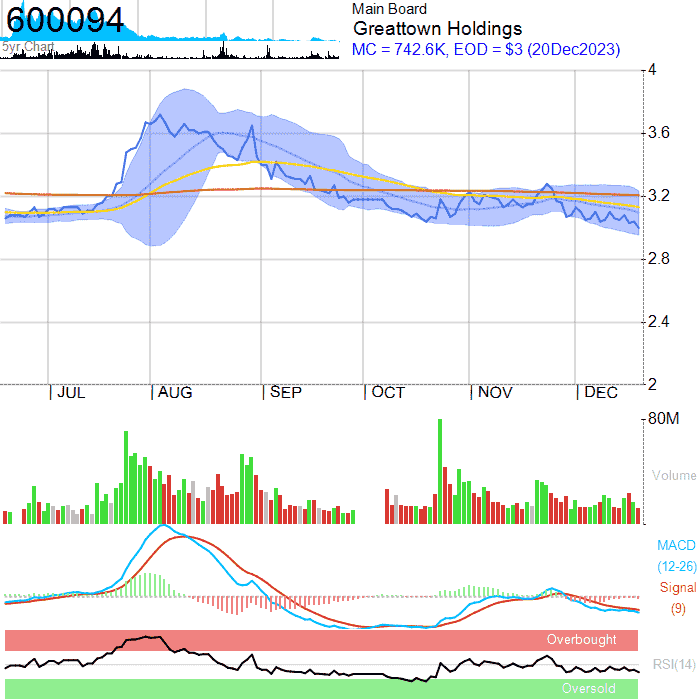 600094
5yr Chart
Main Board
Greattown Holdings
MC = 742.6K, EOD = $3 (20Dec2023)
4
3.6
3.2
2.8
2.4
2
JUL
AUG
SEP
OCT
NOV
DEC
80M
Volume
MACD
(12-26)
Signal
(9)
Overbought
RSI(14)
Oversold